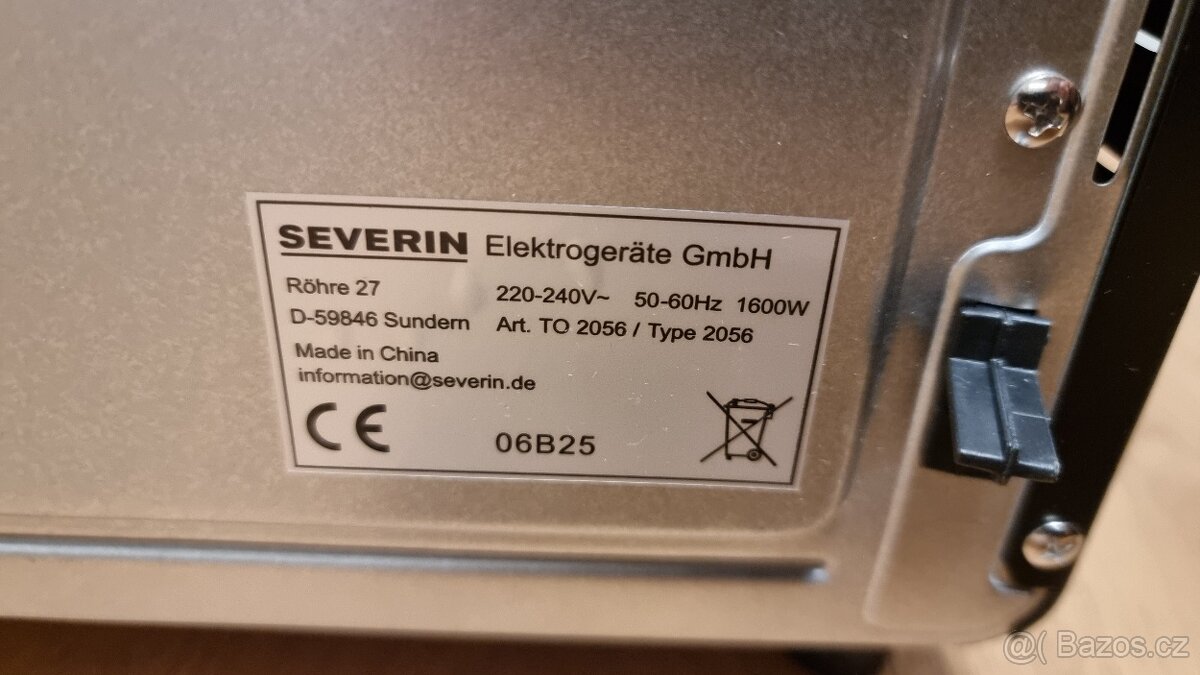 SEVERIN Elektrogeräte GmbH
Röhre 27
D-59846 Sundern
220-240V~ 50-60Hz 1600W
Art. TO 2056 / Type 2056
Made in China
information@severin.de
CE
06B25
@( Bazos.cz